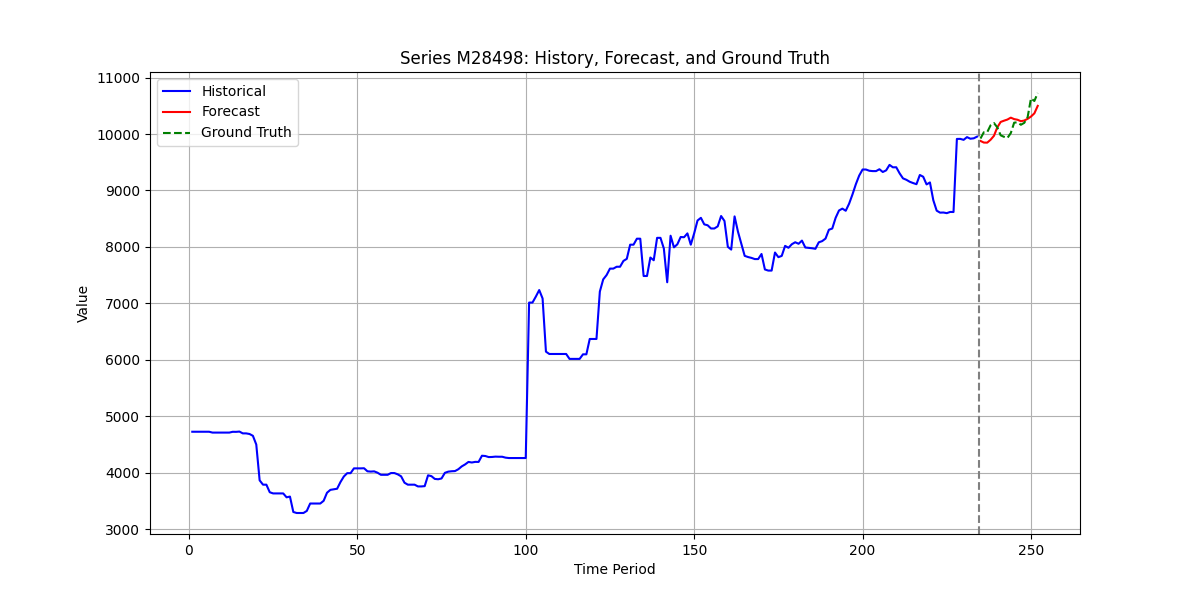 Series M28498: History, Forecast, and Ground Truth
Historical
Forecast
Ground Truth
11000
10000
9000
8000
7000
6000
5000
4000
3000
Value
0 50 100 150 200 250
Time Period